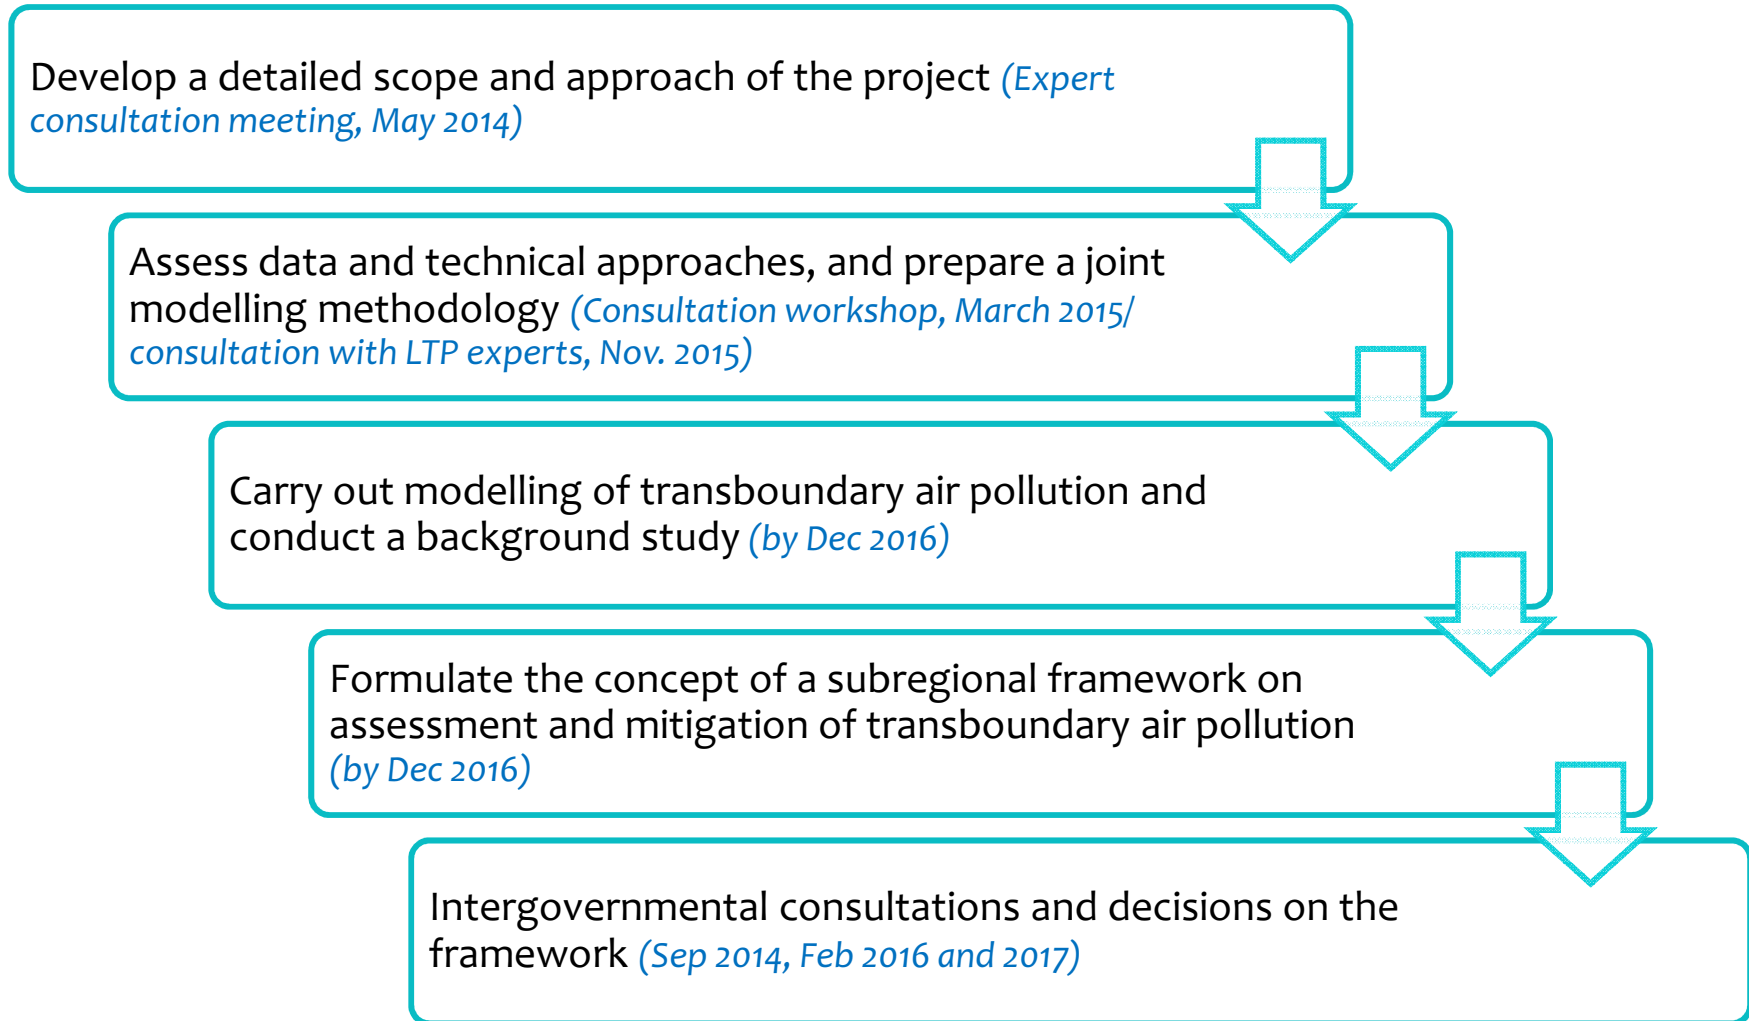 Develop a detailed scope and approach of the project (Expert
consultation meeting, May 2014)
Assess data and technical approaches, and prepare a joint
modelling methodology (Consultation workshop, March 2015/
consultation with LTP experts, Nov. 2015)
Carry out modelling of transboundary air pollution and
conduct a background study (by Dec 2016)
Formulate the concept of a subregional framework on
assessment and mitigation of transboundary air pollution
(by Dec 2016)
Intergovernmental consultations and decisions on the
framework (Sep 2014, Feb 2016 and 2017)